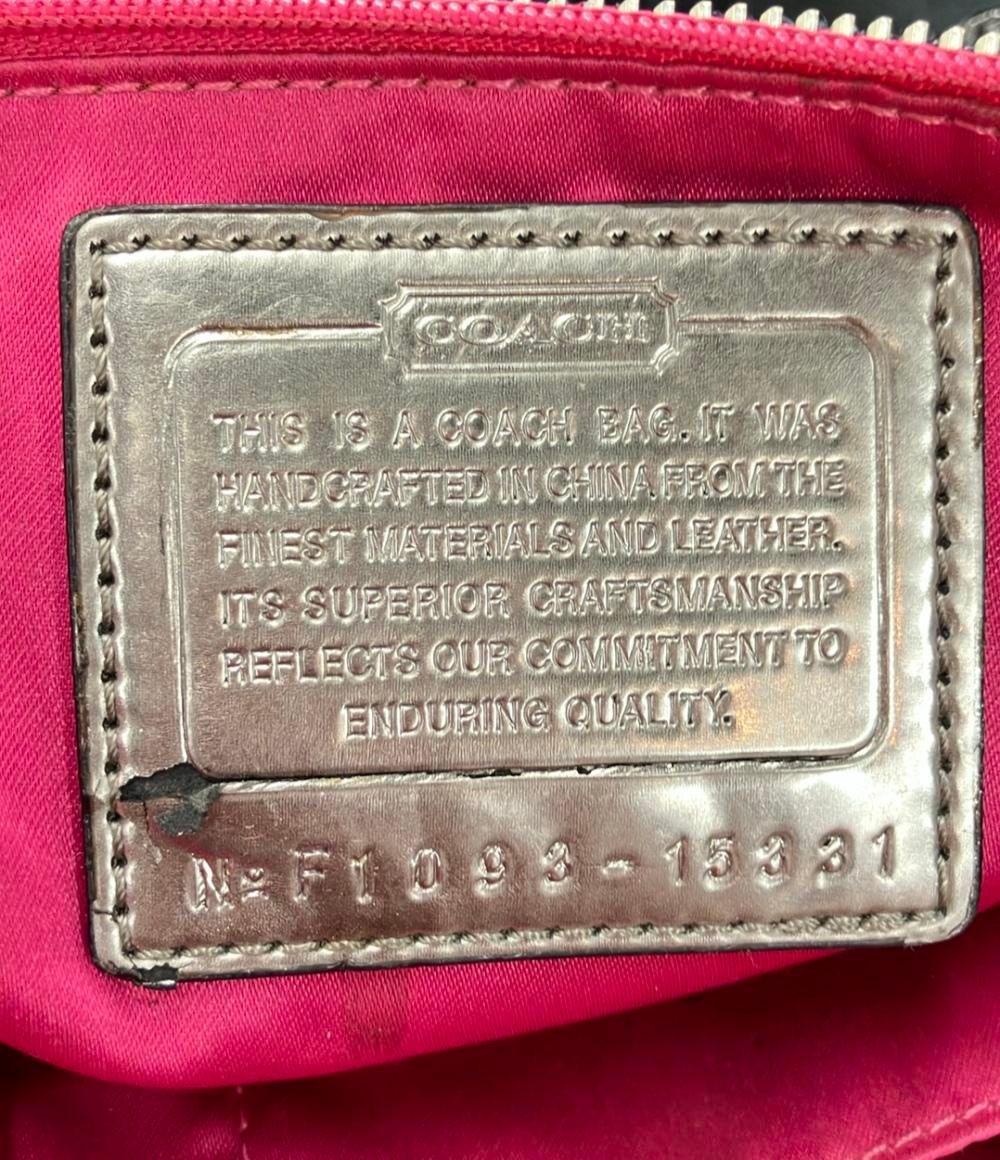 COACH
THIS IS A COACH BAG. IT WAS
HANDCRAFTED IN CHINA FROM THE
FINEST MATERIALS AND LEATHER.
ITS SUPERIOR CRAFTSMANSHIP
REFLECTS OUR COMMITMENT TO
ENDURING QUALITY.
Nº F1093-15331